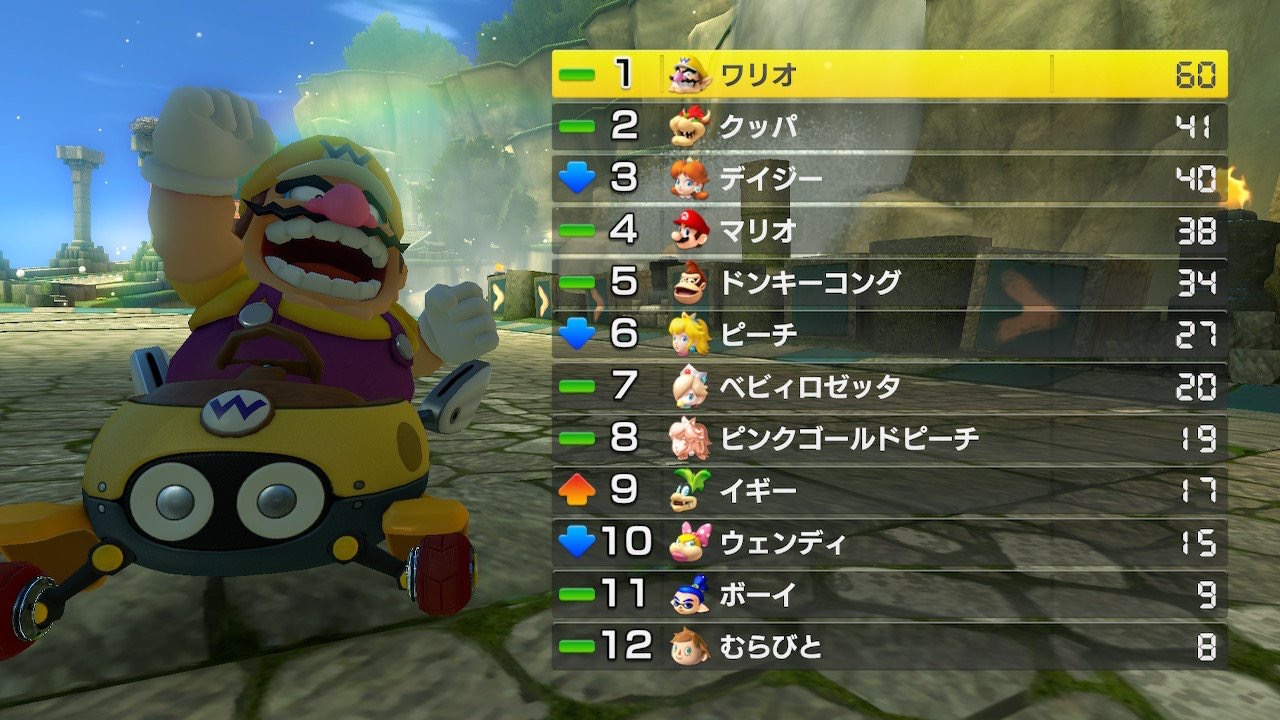 1 ワリオ 60
2 クッパ 41
3 デイジー 40
4 マリオ 38
5 ドンキーコング 34
6 ピーチ 27
7 ベビィロゼッタ 20
8 ピンクゴールドピーチ 19
9 イギー 17
10 ウェンディ 15
11 ボーイ 9
12 むらびと 8
W
W